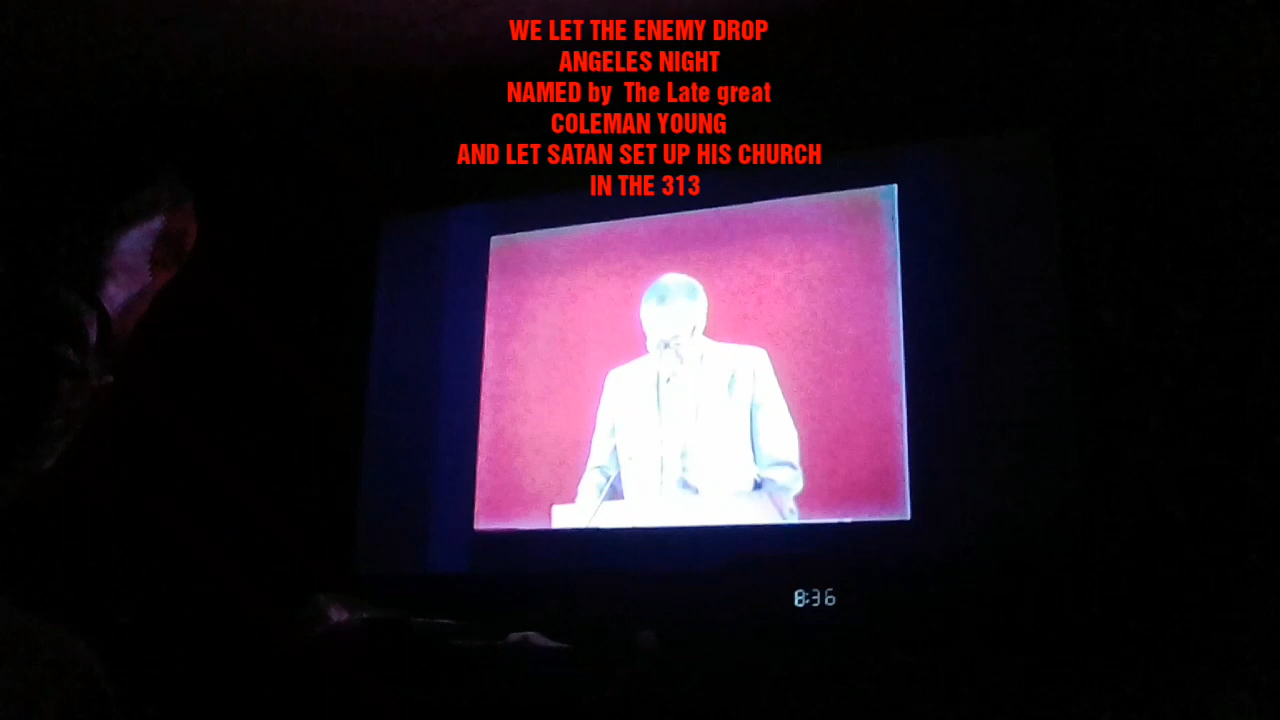 WE LET THE ENEMY DROP
ANGELES NIGHT
NAMED by  The Late great
COLEMAN YOUNG
AND LET SATAN SET UP HIS CHURCH
IN THE 313
8:36